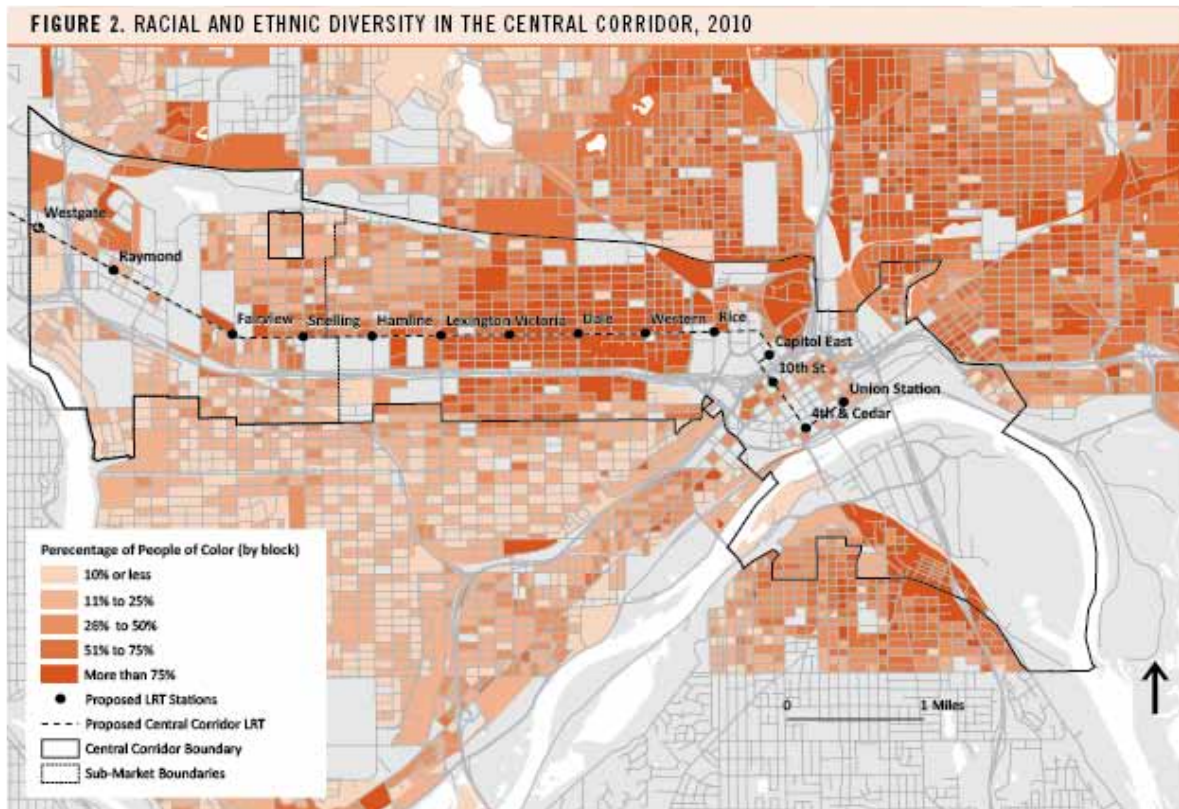 FIGURE 2. RACIAL AND ETHNIC DIVERSITY IN THE CENTRAL CORRIDOR, 2010
Westgate
Raymond
Fairview
Snelling
Hamline
Lexington
Victoria
Dale
Western
Rice
Capitol East
10th St
Union Station
4th & Cedar
Perecentage of People of Color (by block)
10% or less
11% to 25%
26% to 50%
51% to 75%
More than 75%
Proposed LRT Stations
Proposed Central Corridor LRT
Central Corridor Boundary
Sub-Market Boundaries
0 1 Miles